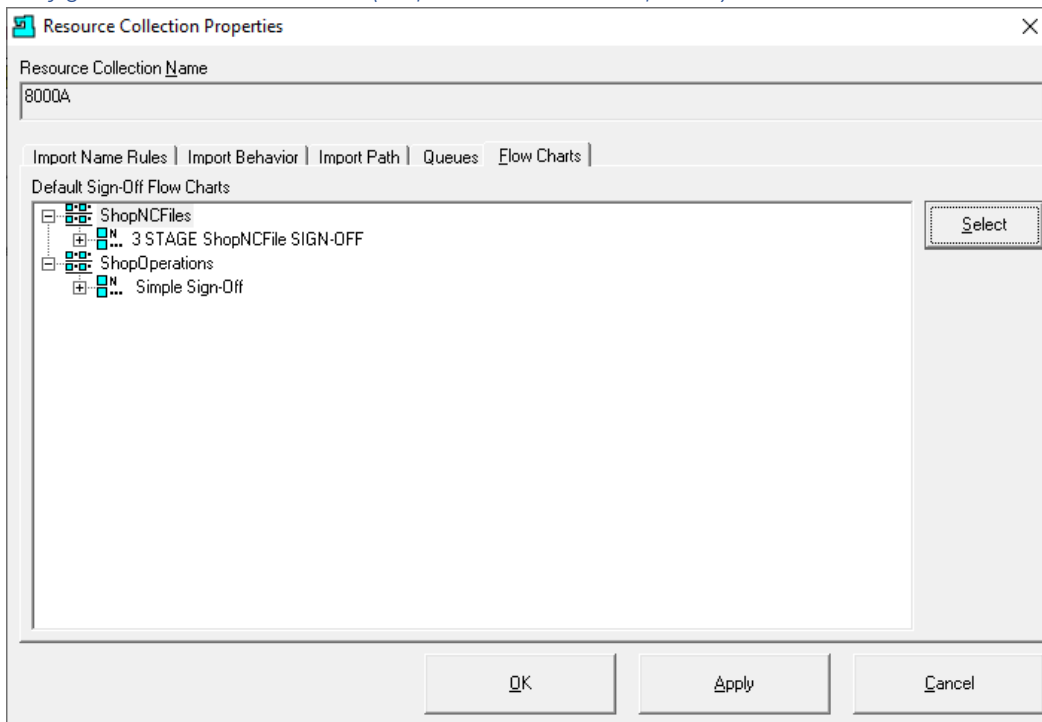 Resource Collection Properties
Resource Collection Name
8000A
Import Name Rules Import Behavior Import Path Queues Flow Charts
Default Sign-Off Flow Charts
ShopNCFiles
Select
N 3 STAGE ShopNCFile SIGN-OFF
ShopOperations
N Simple Sign-Off
OK Apply Cancel